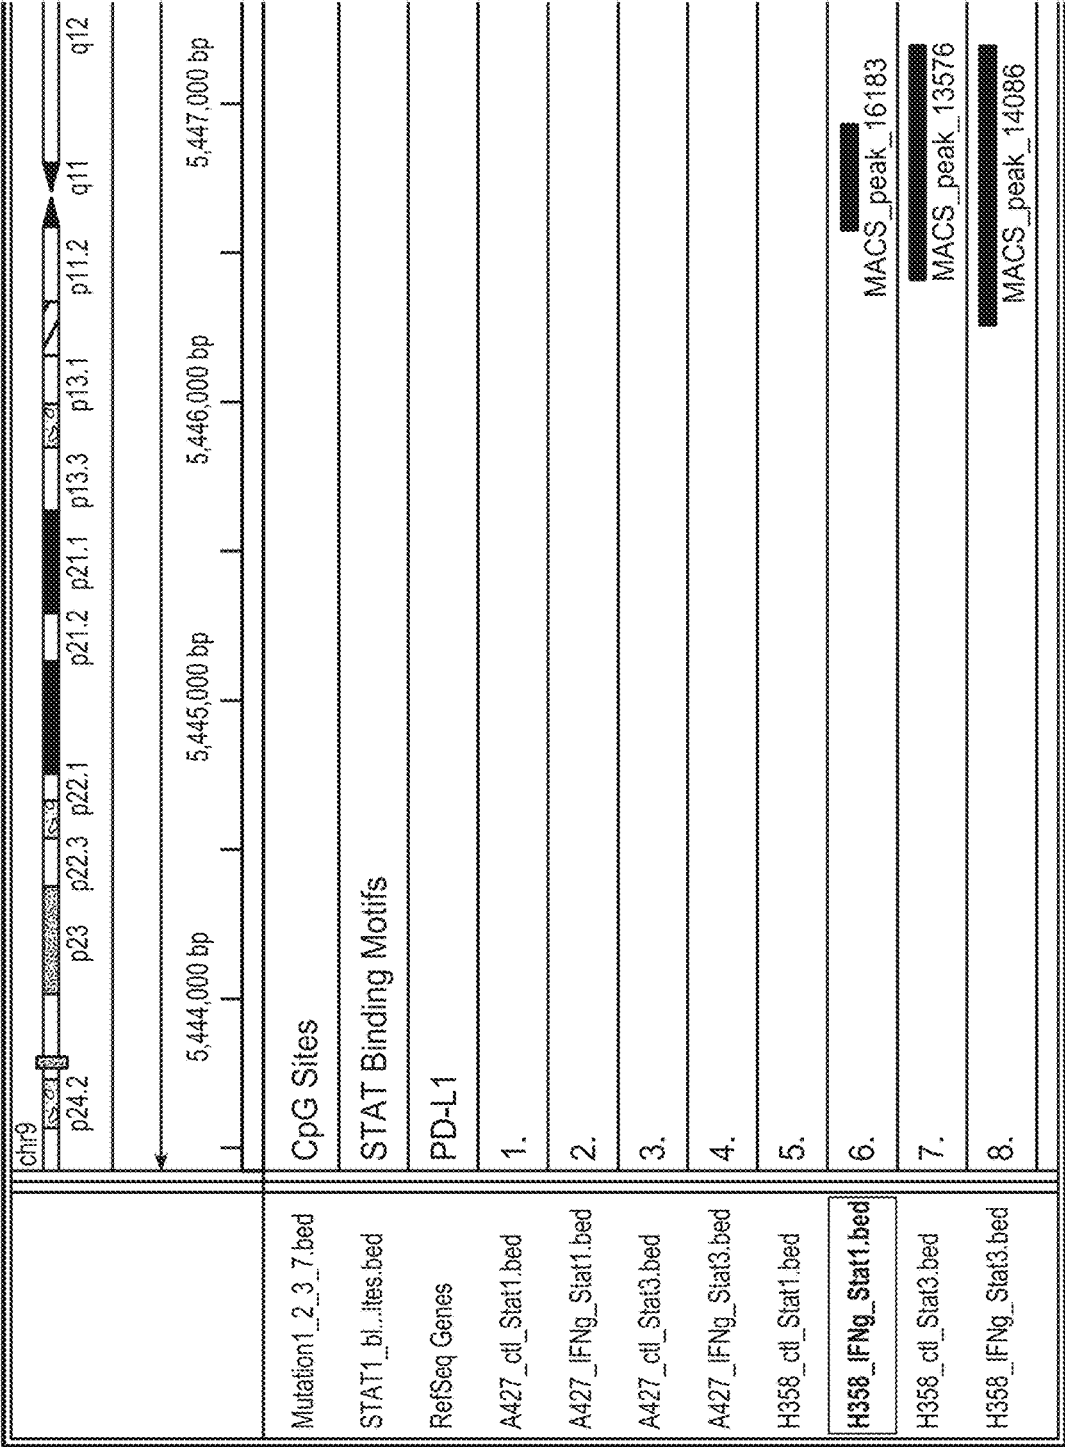 chr9
p24.2 p23 p22.3 p22.1 p21.2 p21.1 p13.3 p13.1 p11.2 q11 q12
5,444,000 bp 5,445,000 bp 5,446,000 bp 5,447,000 bp
Mutation1_2_3_7.bed CpG Sites
STAT1_bi...ites.bed STAT Binding Motifs
RefSeq Genes PD-L1
A427_ctl_Stat1.bed 1.
A427_IFNg_Stat1.bed 2.
A427_ctl_Stat3.bed 3.
A427_IFNg_Stat3.bed 4.
H358_ctl_Stat1.bed 5.
H358_IFNg_Stat1.bed 6. MACS_peak_16183
H358_ctl_Stat3.bed 7. MACS_peak_13576
H358_IFNg_Stat3.bed 8. MACS_peak_14086